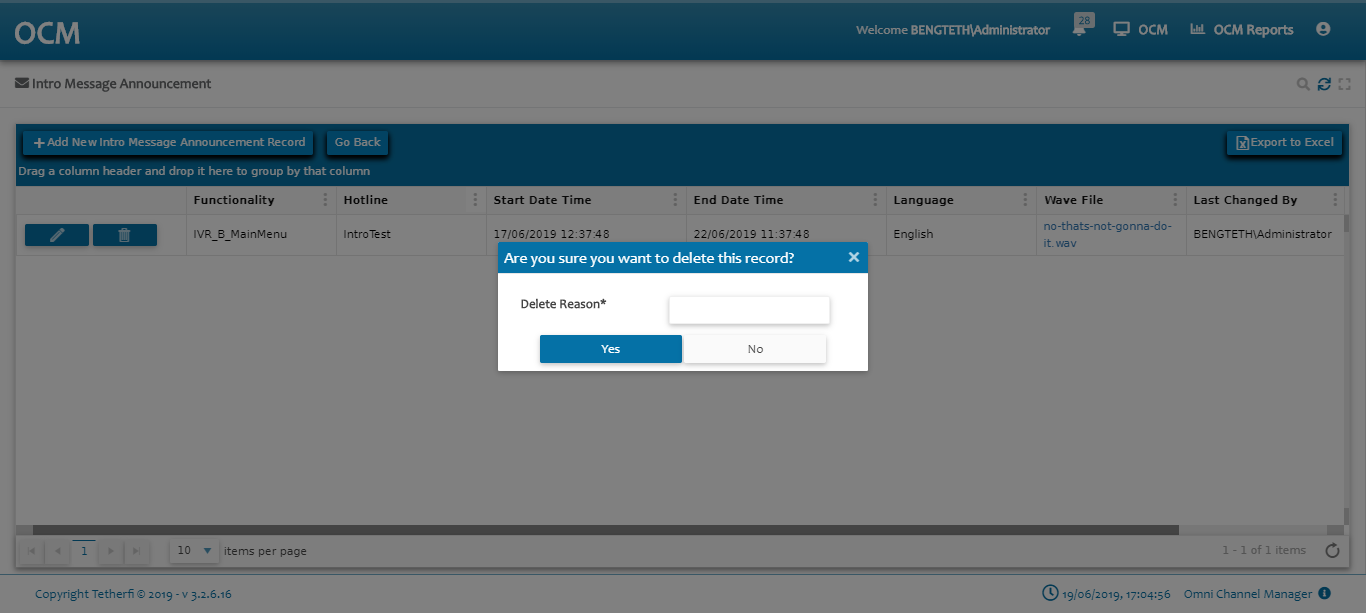 OCM
Welcome BENGTETH\Administrator
28
OCM
OCM Reports
Intro Message Announcement
Add New Intro Message Announcement Record
Go Back
Export to Excel
Drag a column header and drop it here to group by that column
Functionality
Hotline
Start Date Time
End Date Time
Language
Wave File
Last Changed By
IVR_B_MainMenu
IntroTest
17/06/2019 12:37:48
22/06/2019 11:37:48
English
no-thats-not-gonna-do-
it.wav
BENGTETH\Administrator
Are you sure you want to delete this record?
Delete Reason*
Yes
No
1
10
items per page
1 - 1 of 1 items
Copyright Tetherfi © 2019 - v 3.2.6.16
19/06/2019, 17:04:56
Omni Channel Manager